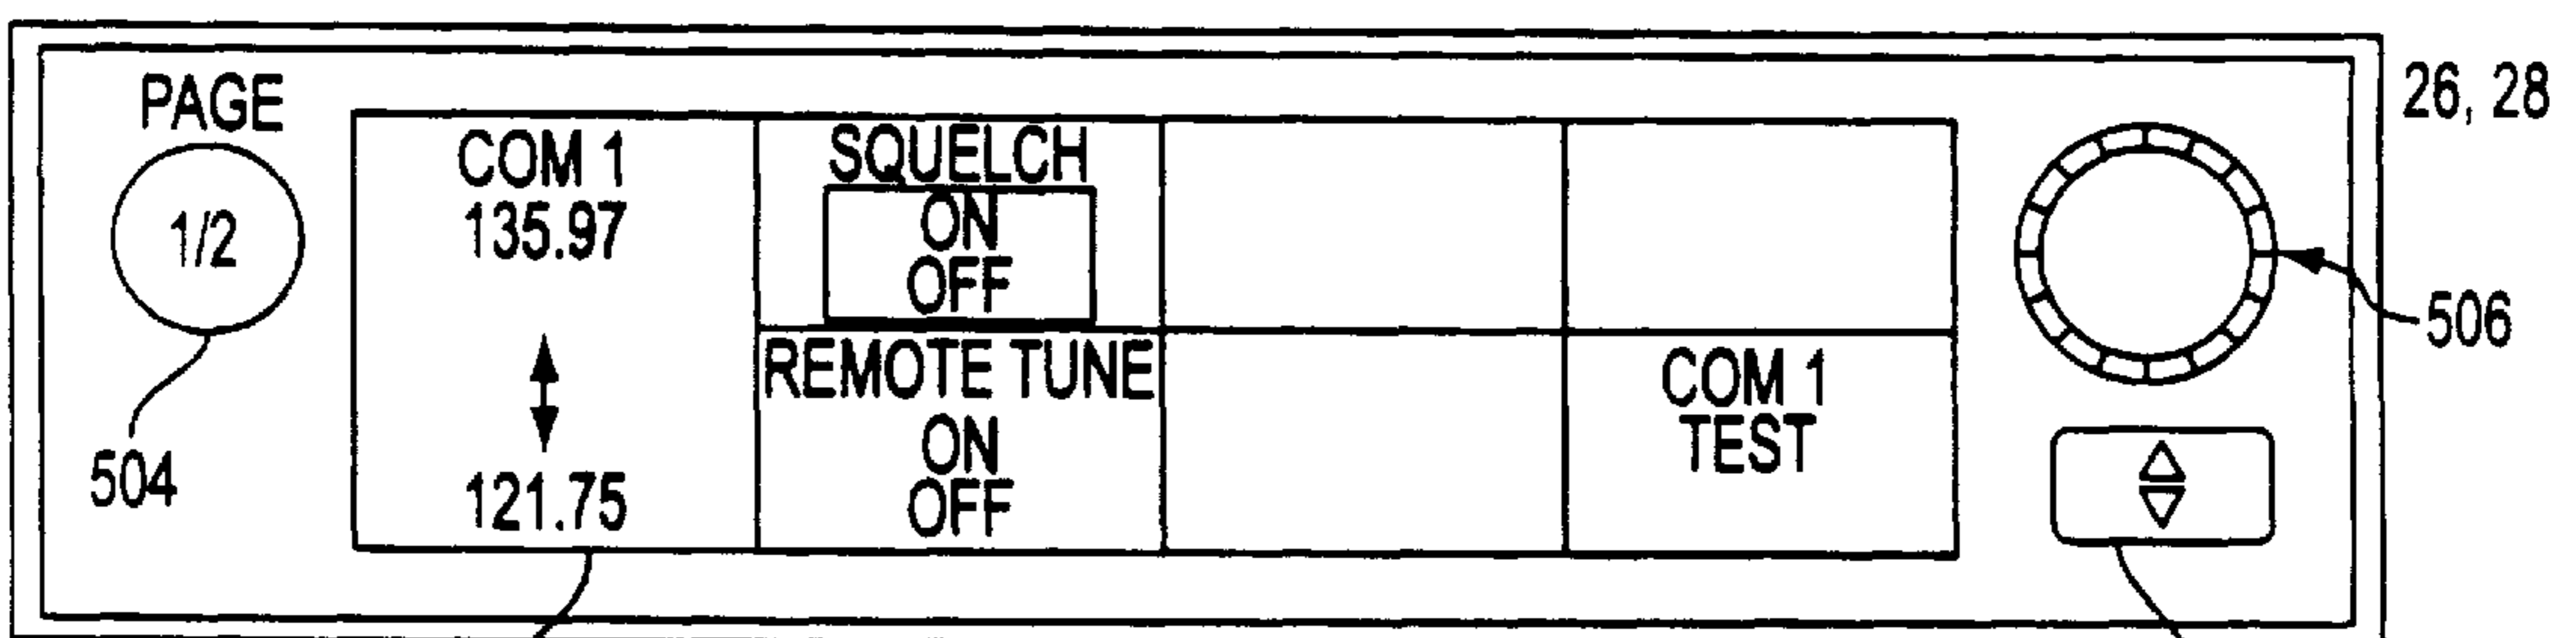 PAGE
1/2
504
COM 1
135.97
121.75
SQUELCH
ON
OFF
REMOTE TUNE
ON
OFF
COM 1
TEST
26, 28
506